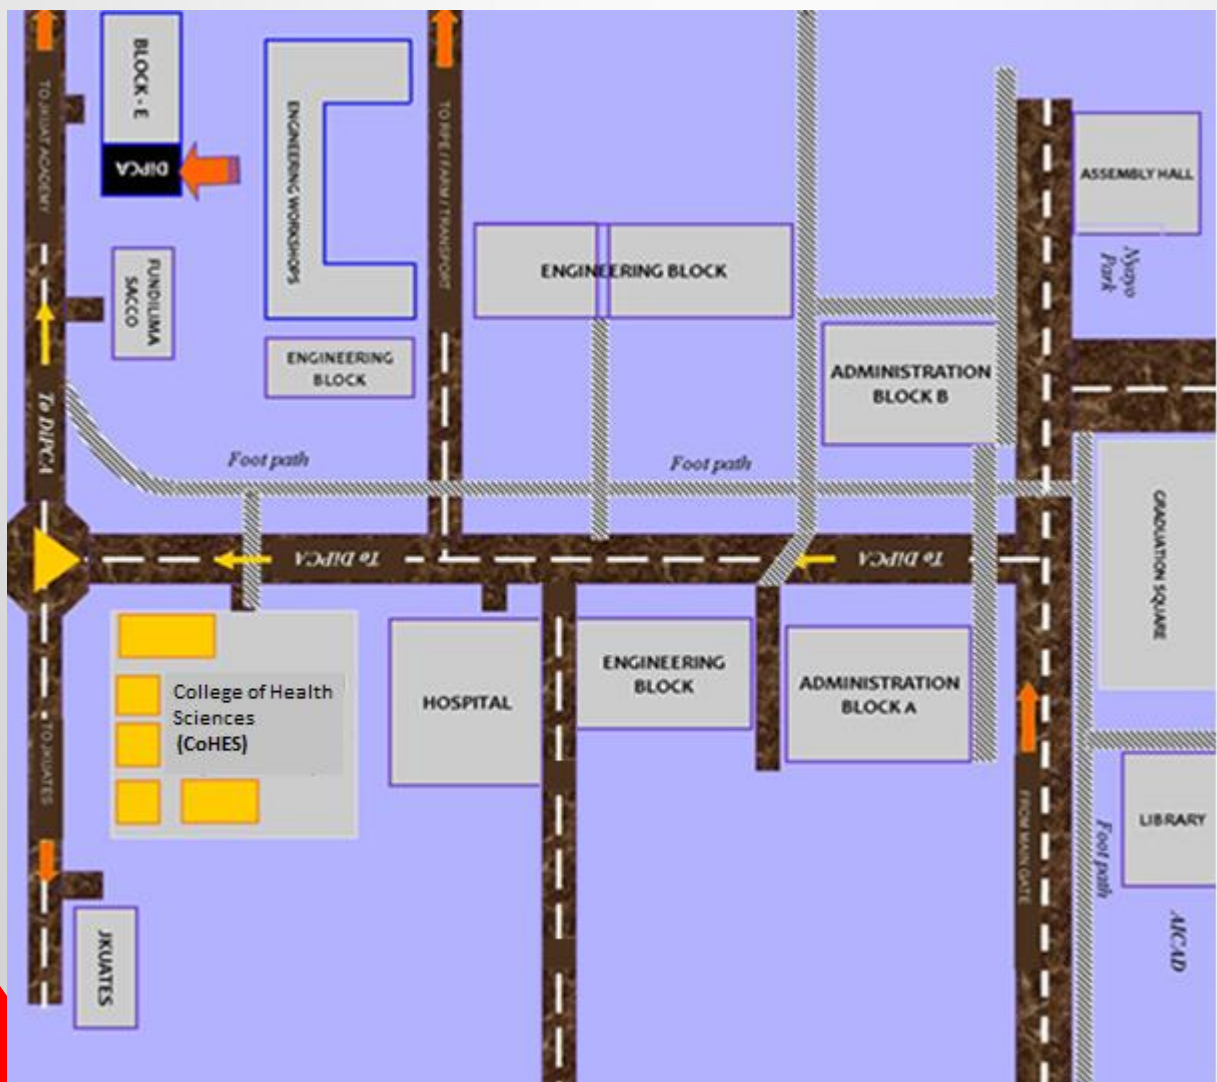 BLOCK - E
DiPCA
TO JKUAT ACADEMY
ENGINEERING WORKSHOPS
TO RIPE / FARM / TRANSPORT
ASSEMBLY HALL
Nyayo
Park
ENGINEERING BLOCK
FUNDILIMA
SACCO
ENGINEERING
BLOCK
ADMINISTRATION
BLOCK B
To DiPCA
Foot path
Foot path
GRADUATION SQUARE
To DiPCA
To DiPCA
College of Health
Sciences
(CoHES)
HOSPITAL
ENGINEERING
BLOCK
ADMINISTRATION
BLOCK A
TO JKUATES
FROM MAIN GATE
LIBRARY
Foot path
AICAD
JKUATES